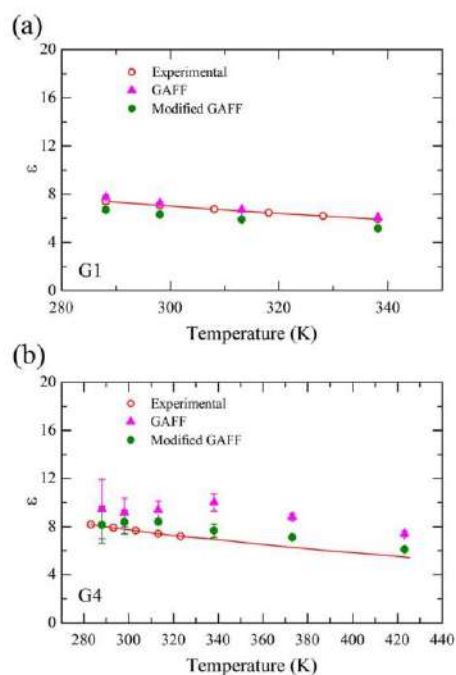 (a)
20
16
12
8
4
0
ε
Experimental
GAFF
Modified GAFF
G1
280 300 320 340
Temperature (K)
(b)
20
16
12
8
4
0
ε
Experimental
GAFF
Modified GAFF
G4
280 300 320 340 360 380 400 420 440
Temperature (K)